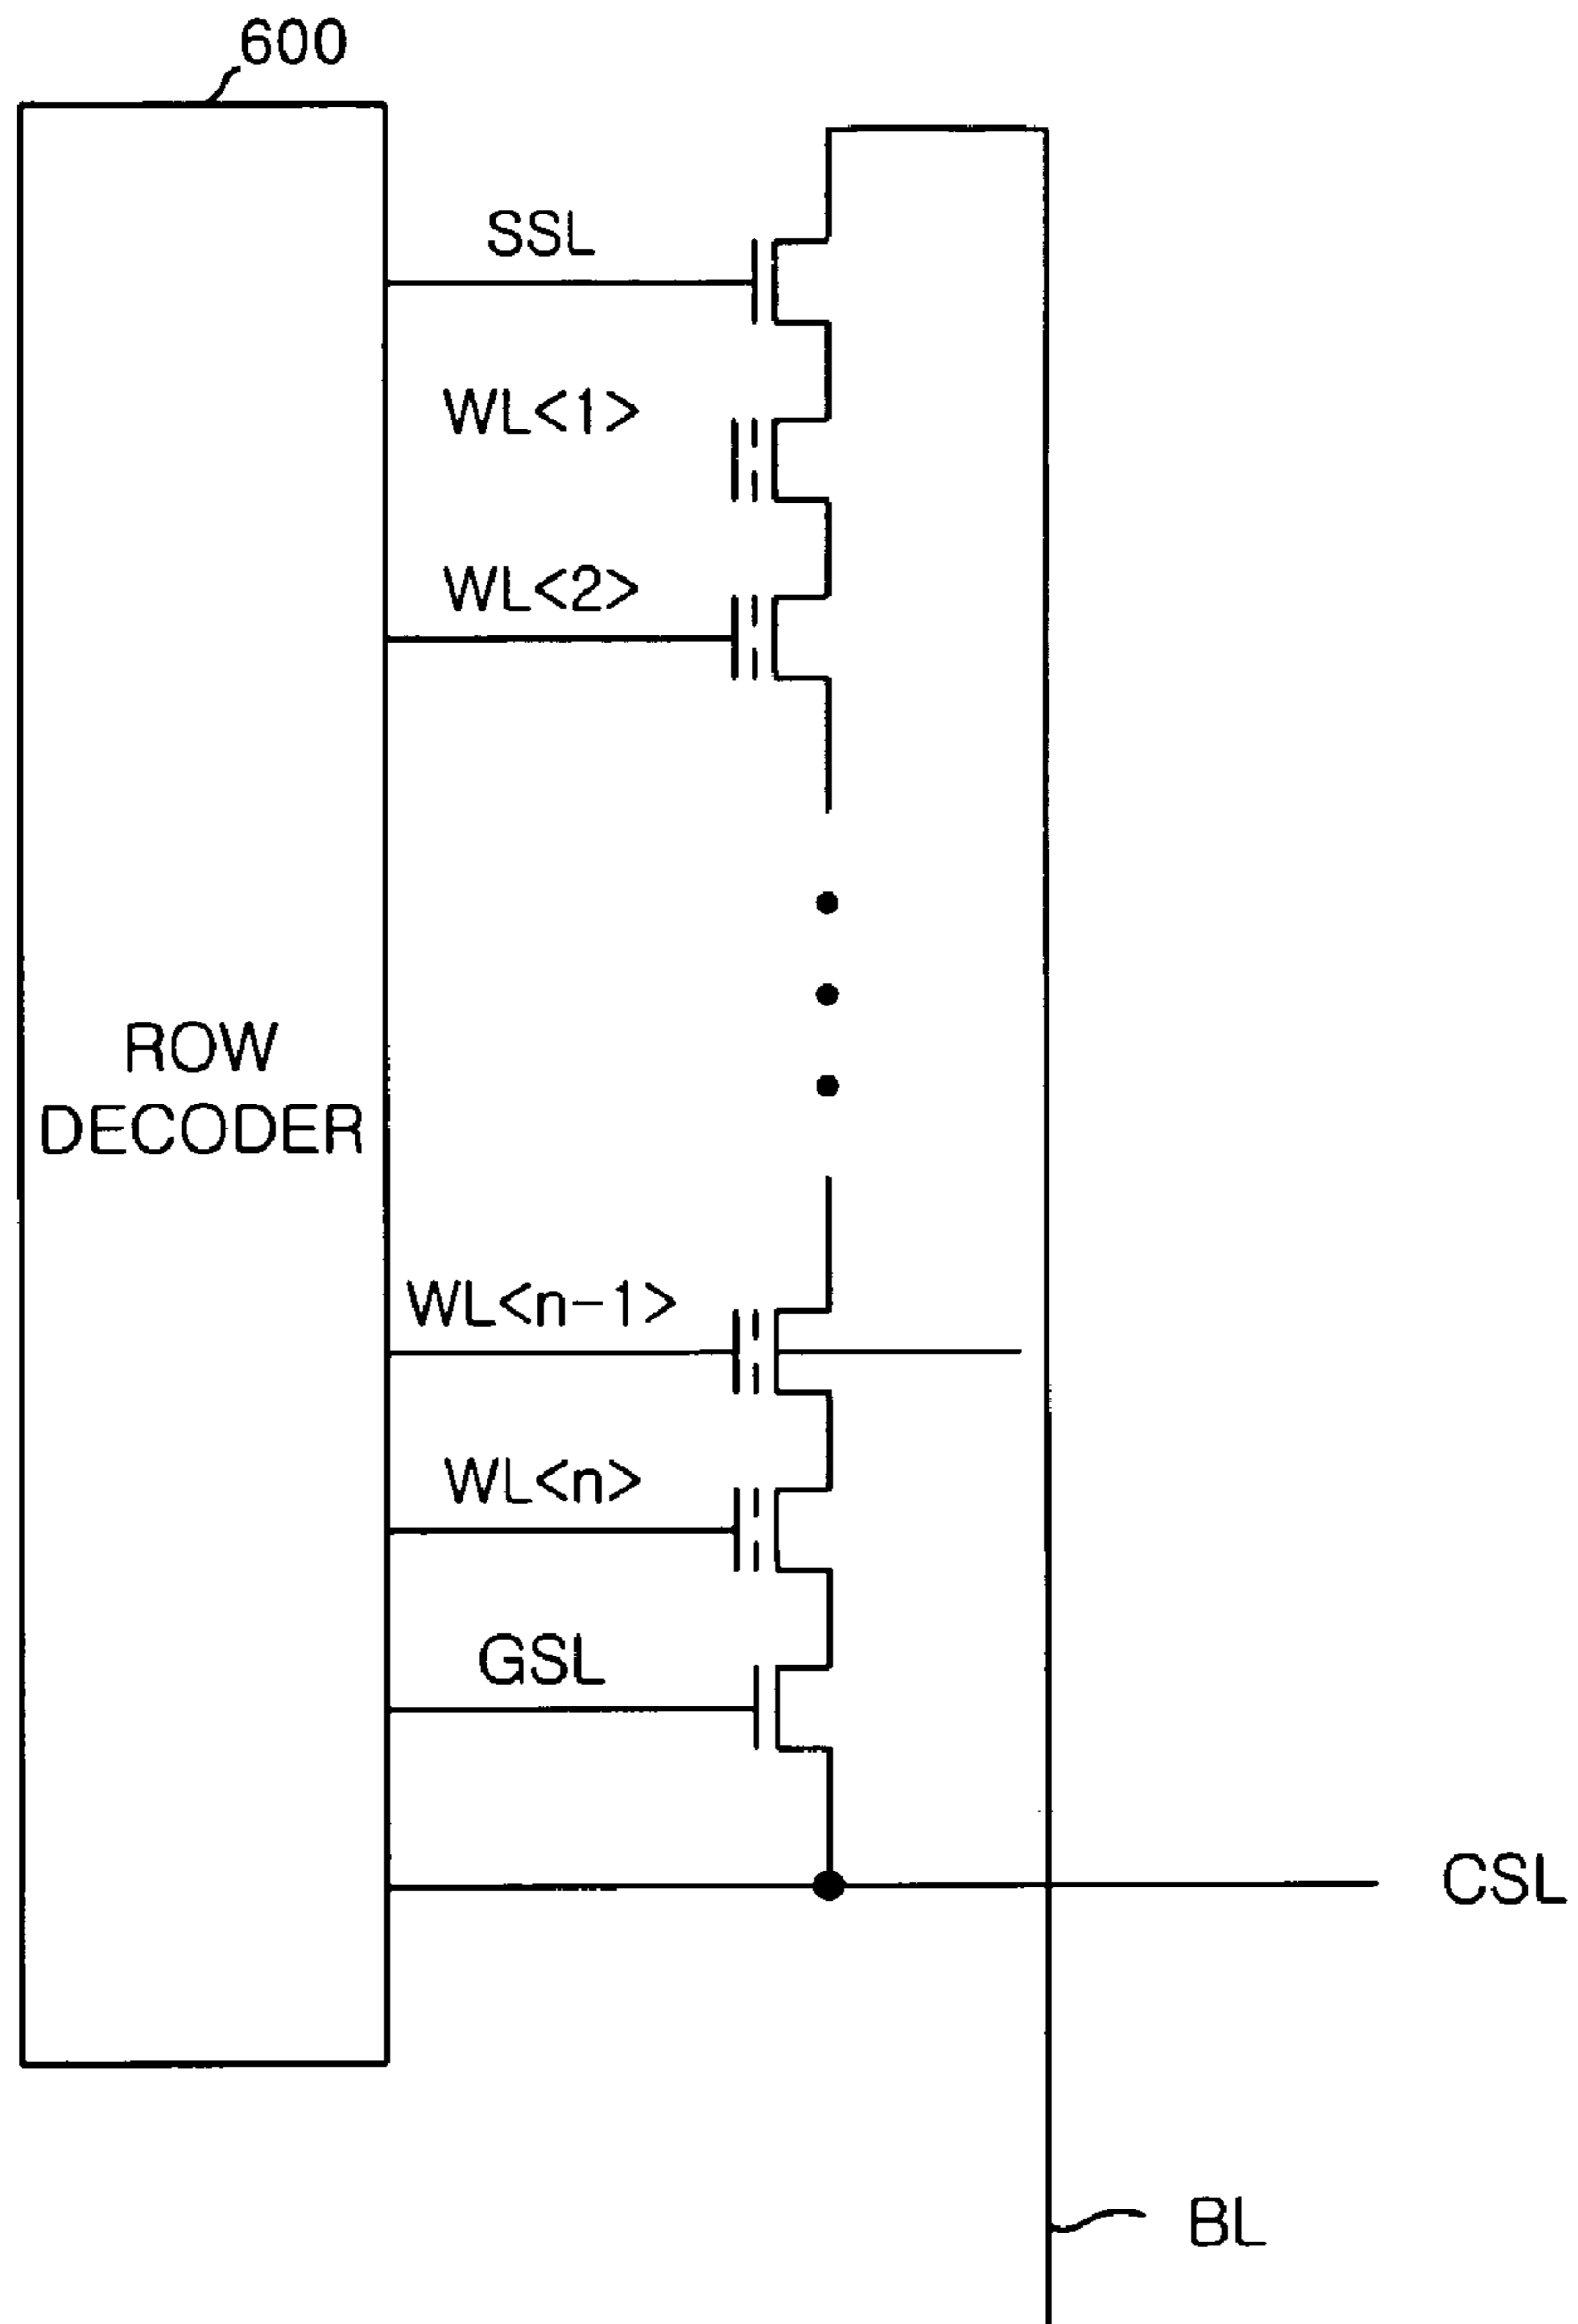 600
SSL
WL<1>
WL<2>
ROW
DECODER
WL<n-1>
WL<n>
GSL
CSL
BL